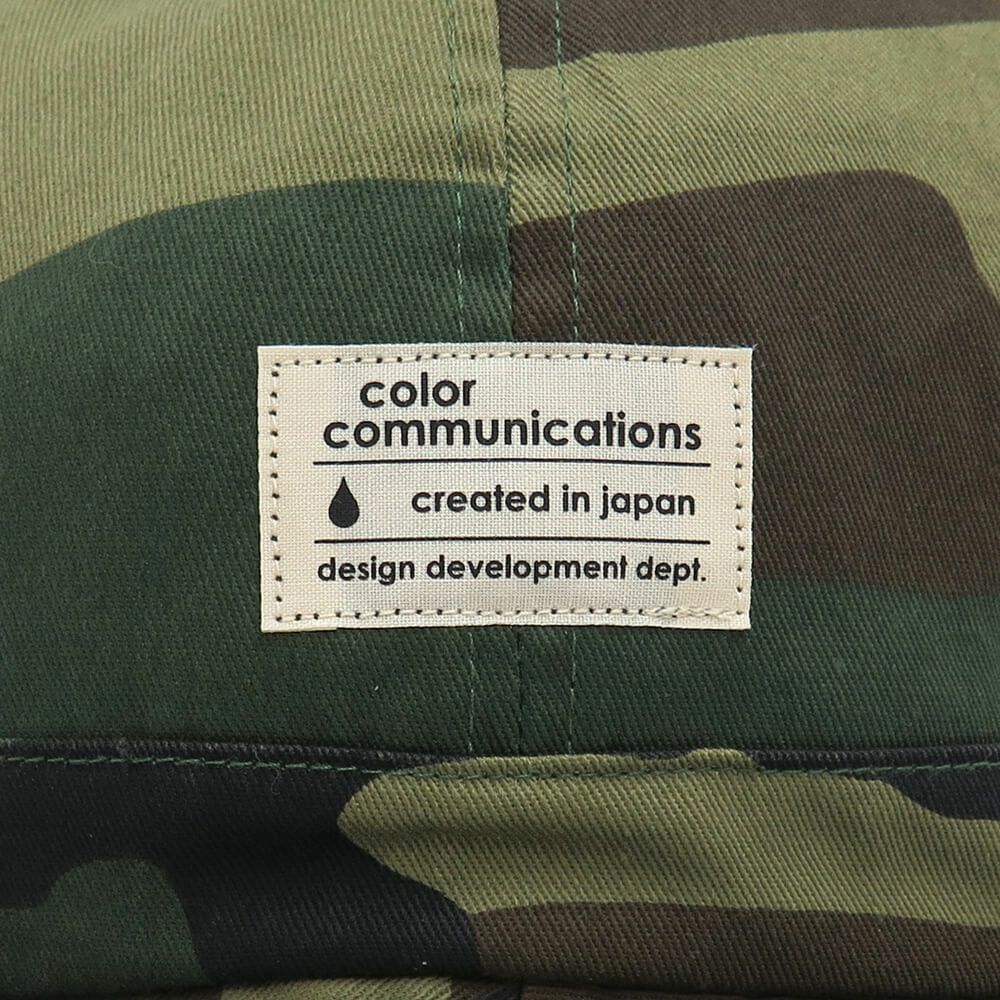 color
communications
created in japan
design development dept.